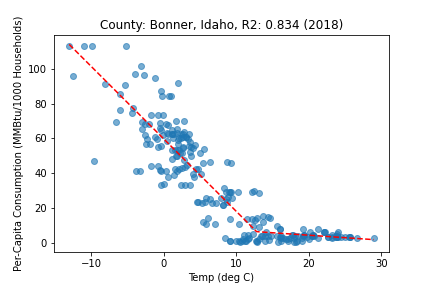 County: Bonner, Idaho, R2: 0.834 (2018)
Per-Capita Consumption (MMBtu/1000 Households)
100
80
60
40
20
0
−10 0 10 20 30
Temp (deg C)